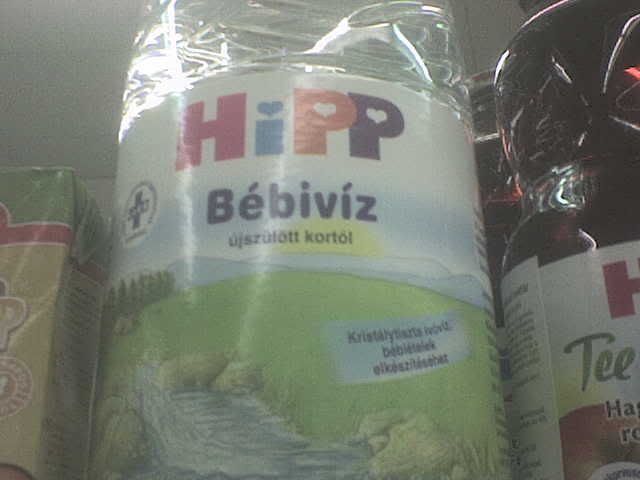 HiPP
Bébivíz
újszülött kortól
Kristálytiszta ivóvíz
bébiételek
elkészítéséhez
Tee